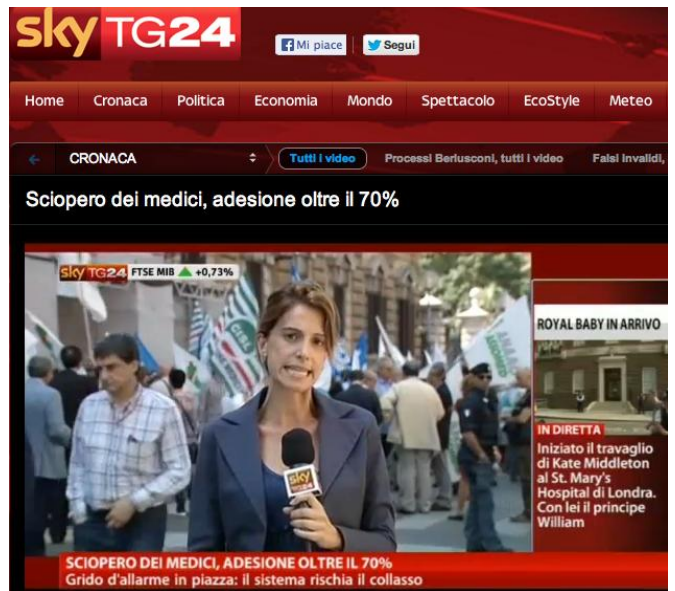 sky TG24
Mi piace
Segui
Home Cronaca Politica Economia Mondo Spettacolo EcoStyle Meteo
CRONACA
Tutti i video
Processi Berlusconi, tutti i video
Falsi invalidi,
Sciopero dei medici, adesione oltre il 70%
sky TG24 FTSE MIB +0,73%
CISL
ANAAO
ASSOMED
sky
TG24
ROYAL BABY IN ARRIVO
IN DIRETTA
Iniziato il travaglio
di Kate Middleton
al St. Mary's
Hospital di Londra.
Con lei il principe
William
SCIOPERO DEI MEDICI, ADESIONE OLTRE IL 70%
Grido d'allarme in piazza: il sistema rischia il collasso